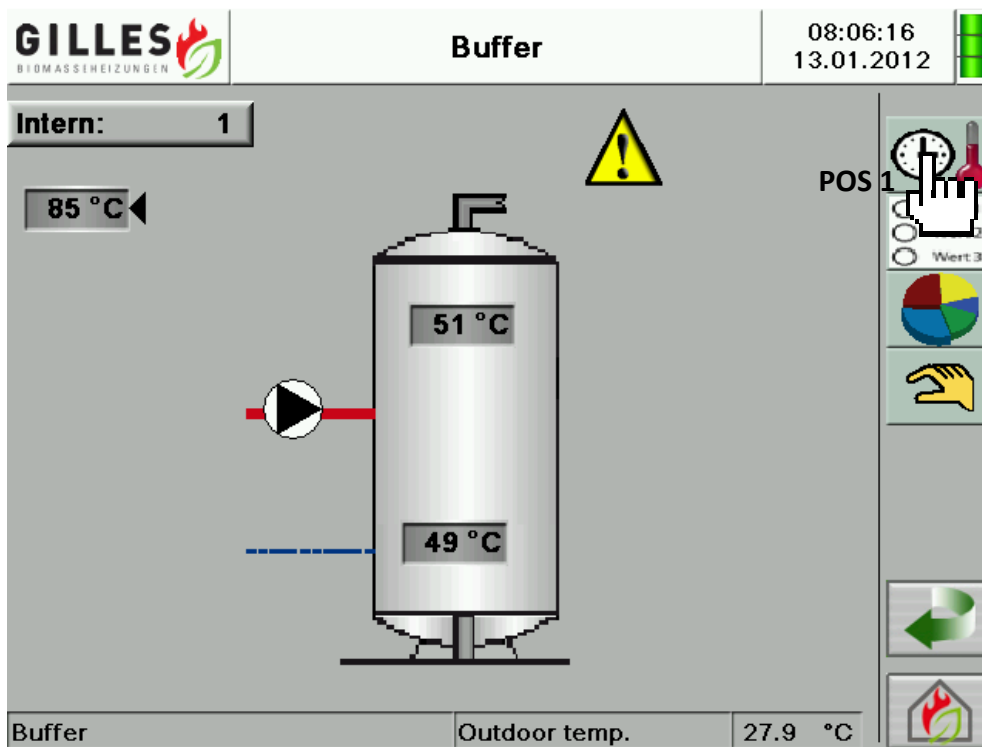 GILLES
BIOMASSEHEIZUNGEN
Buffer
08:06:16
13.01.2012
Intern: 1
POS 1
85 °C
51 °C
2
Wert 3
49 °C
Buffer
Outdoor temp.
27.9 °C